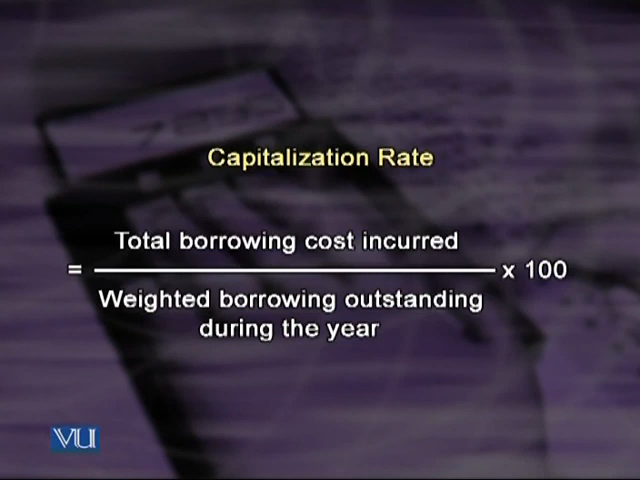 Capitalization Rate
Total borrowing cost incurred
= x 100
Weighted borrowing outstanding
during the year
VU